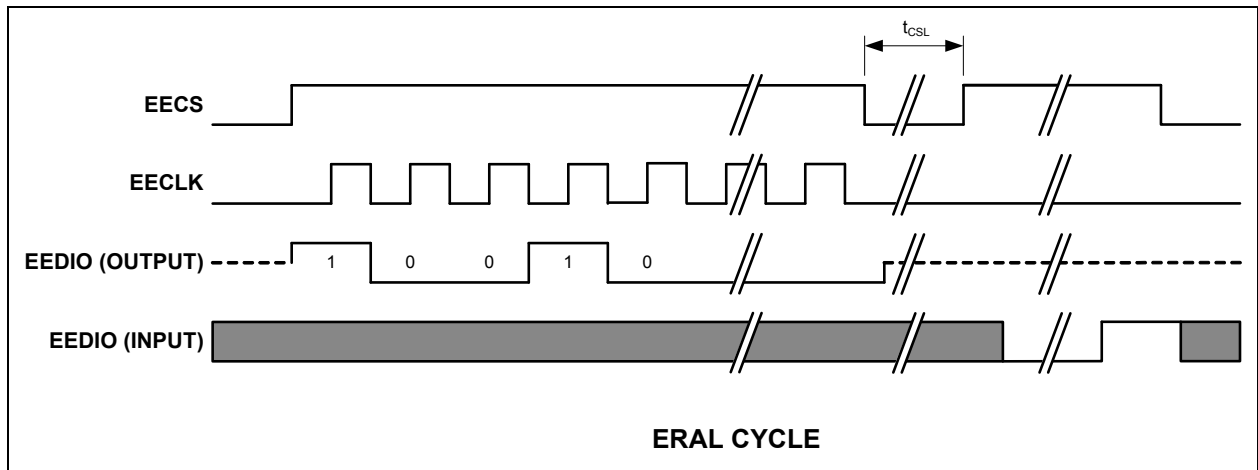 tCSL
EECS
EECLK
EEDIO (OUTPUT) 1 0 0 1 0
EEDIO (INPUT)
ERAL CYCLE